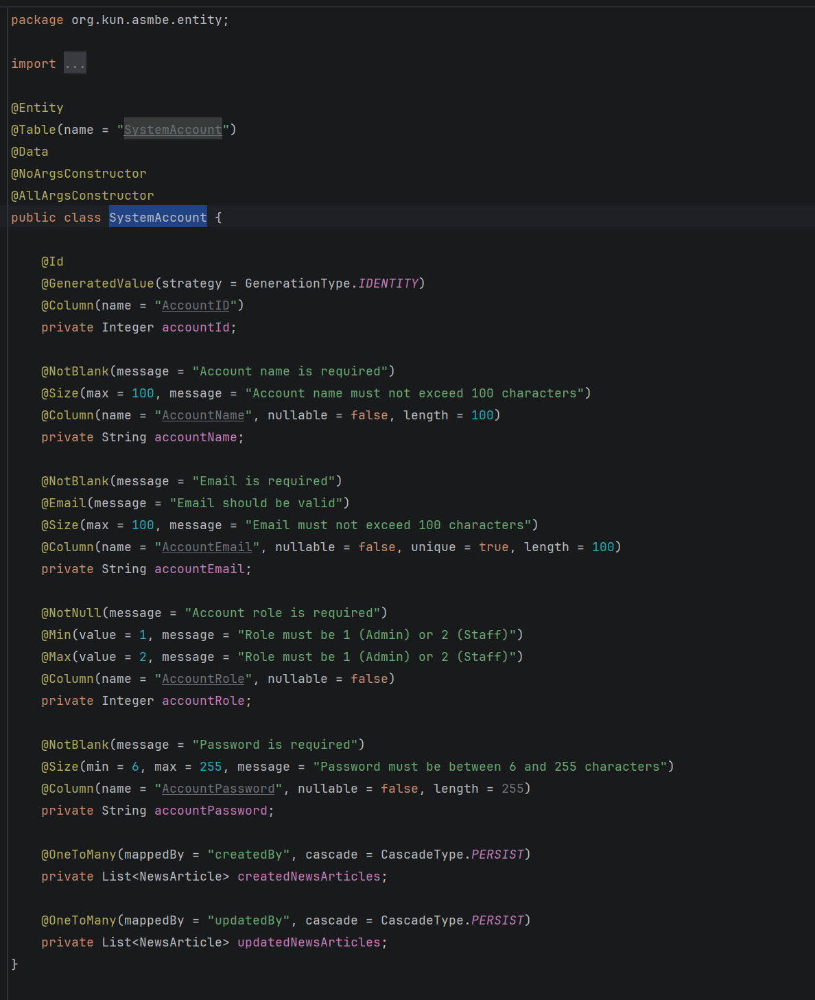 package org.kun.asmbe.entity;
import ...
@Entity
@Table(name = "SystemAccount")
@Data
@NoArgsConstructor
@AllArgsConstructor
public class SystemAccount {
@Id
@GeneratedValue(strategy = GenerationType.IDENTITY)
@Column(name = "AccountID")
private Integer accountId;
@NotBlank(message = "Account name is required")
@Size(max = 100, message = "Account name must not exceed 100 characters")
@Column(name = "AccountName", nullable = false, length = 100)
private String accountName;
@NotBlank(message = "Email is required")
@Email(message = "Email should be valid")
@Size(max = 100, message = "Email must not exceed 100 characters")
@Column(name = "AccountEmail", nullable = false, unique = true, length = 100)
private String accountEmail;
@NotNull(message = "Account role is required")
@Min(value = 1, message = "Role must be 1 (Admin) or 2 (Staff)")
@Max(value = 2, message = "Role must be 1 (Admin) or 2 (Staff)")
@Column(name = "AccountRole", nullable = false)
private Integer accountRole;
@NotBlank(message = "Password is required")
@Size(min = 6, max = 255, message = "Password must be between 6 and 255 characters")
@Column(name = "AccountPassword", nullable = false, length = 255)
private String accountPassword;
@OneToMany(mappedBy = "createdBy", cascade = CascadeType.PERSIST)
private List<NewsArticle> createdNewsArticles;
@OneToMany(mappedBy = "updatedBy", cascade = CascadeType.PERSIST)
private List<NewsArticle> updatedNewsArticles;
}